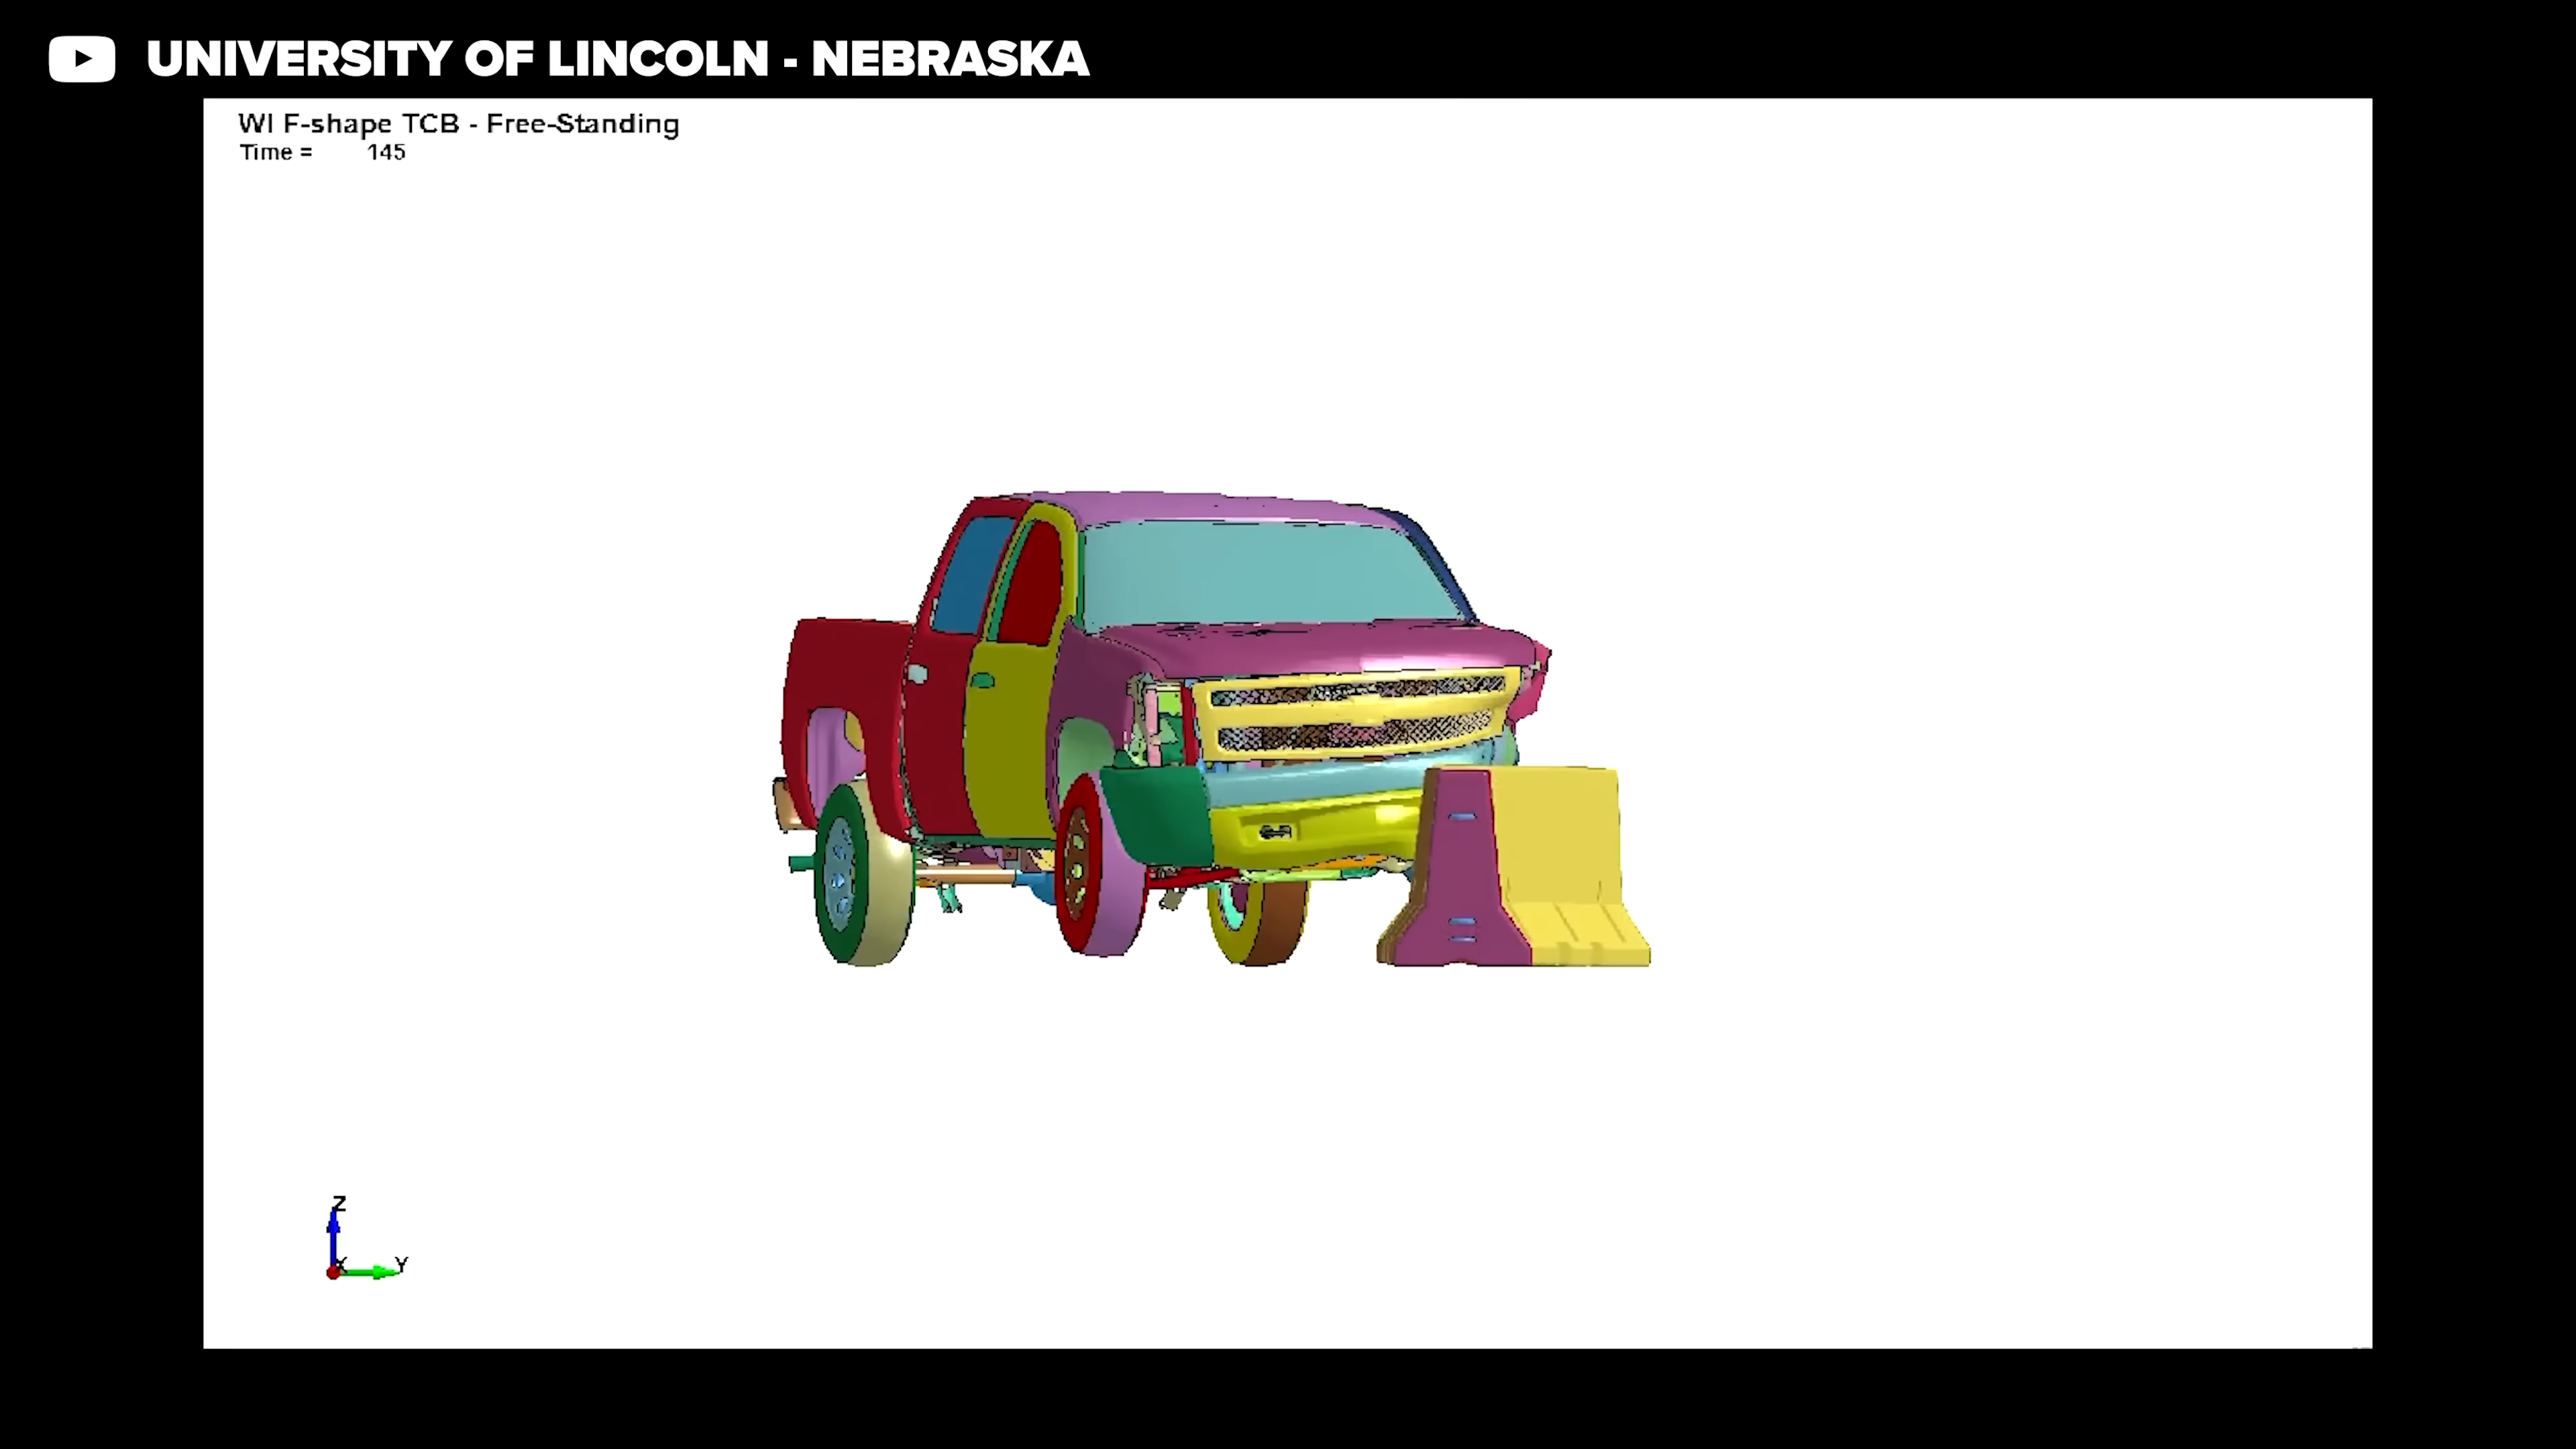 UNIVERSITY OF LINCOLN - NEBRASKA
WI F-shape TCB - Free-Standing
Time = 145
Z
X Y